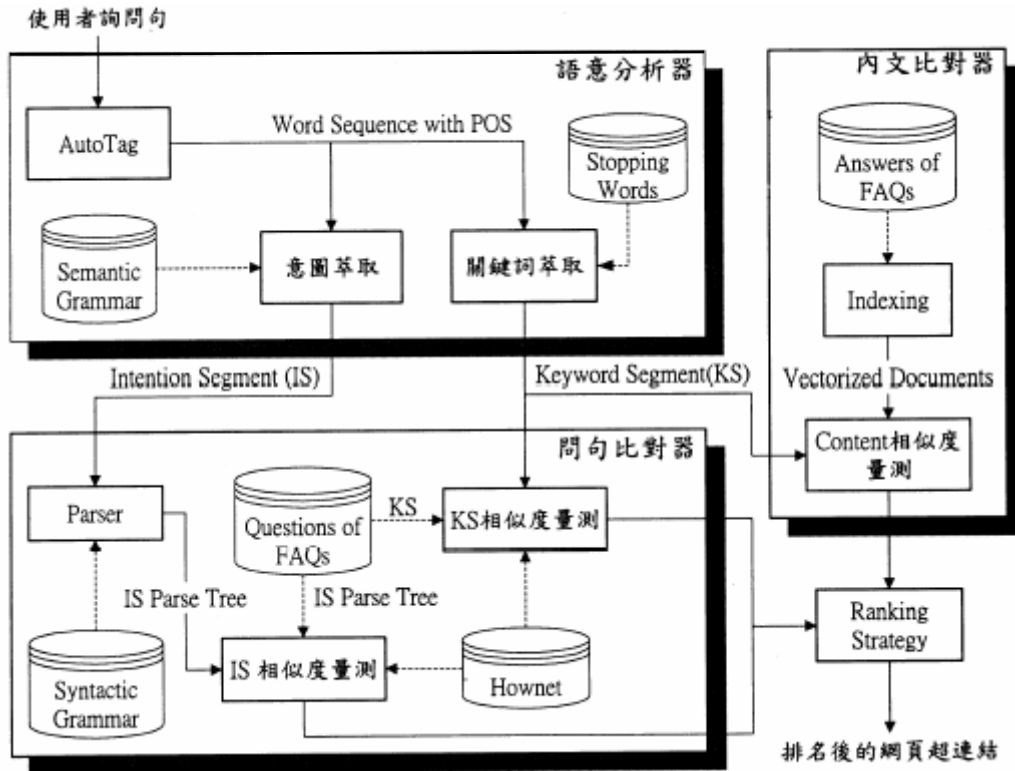 使用者詢問句
語意分析器
AutoTag
Word Sequence with POS
Stopping
Words
Semantic
Grammar
意圖萃取
關鍵詞萃取
內文比對器
Answers of
FAQs
Indexing
Vectorized Documents
Content相似度
量測
Intention Segment (IS)
Keyword Segment(KS)
問句比對器
Parser
Questions of
FAQs
KS
KS相似度量測
IS Parse Tree
IS Parse Tree
Syntactic
Grammar
IS 相似度量測
Hownet
Ranking
Strategy
排名後的網頁超連結